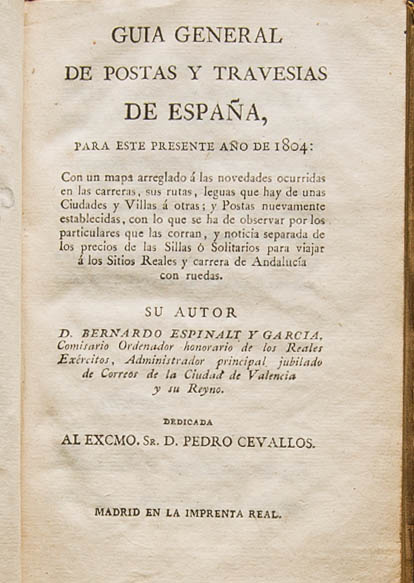 GUIA GENERAL
DE POSTAS Y TRAVESIAS
DE ESPAÑA,
PARA ESTE PRESENTE AÑO DE 1804:
Con un mapa arreglado á las novedades ocurridas
en las carreras, sus rutas, leguas que hay de unas
Ciudades y Villas á otras; y Postas nuevamente
establecidas, con lo que se ha de observar por los
particulares que las corran, y noticia separada de
los precios de las Sillas ó Solitarios para viajar
á los Sitios Reales y carrera de Andalucía
con ruedas.
SU AUTOR
D. BERNARDO ESPINALT Y GARCIA,
Comisario Ordenador honorario de los Reales
Exércitos, Administrador principal jubilado
de Correos de la Ciudad de Valencia
y su Reyno.
DEDICADA
AL EXCMO. SR. D. PEDRO CEVALLOS.
MADRID EN LA IMPRENTA REAL.